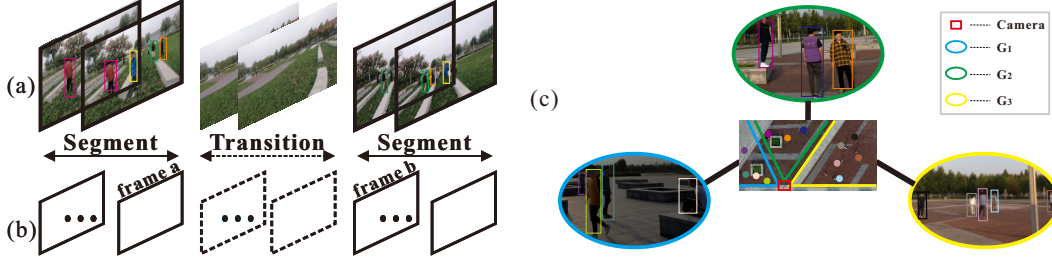 (a)
Segment
Transition
Segment
(b)
frame a
frame b
(c)
Camera
G1
G2
G3